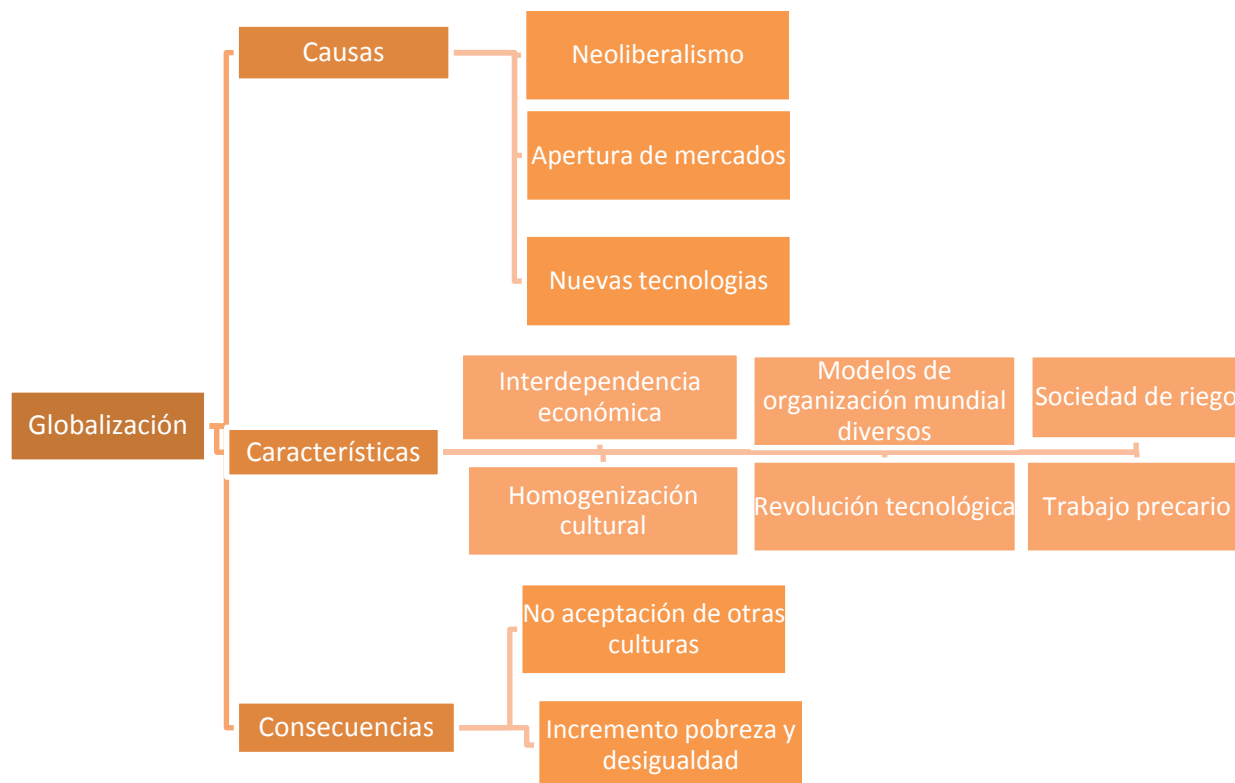 Globalización
Causas
Neoliberalismo
Apertura de mercados
Nuevas tecnologias
Característícas
Interdependencia
económica
Modelos de
organización mundial
diversos
Sociedad de riego
Homogenización
cultural
Revolución tecnológica
Trabajo precario
Consecuencias
No aceptación de otras
culturas
Incremento pobreza y
desigualdad